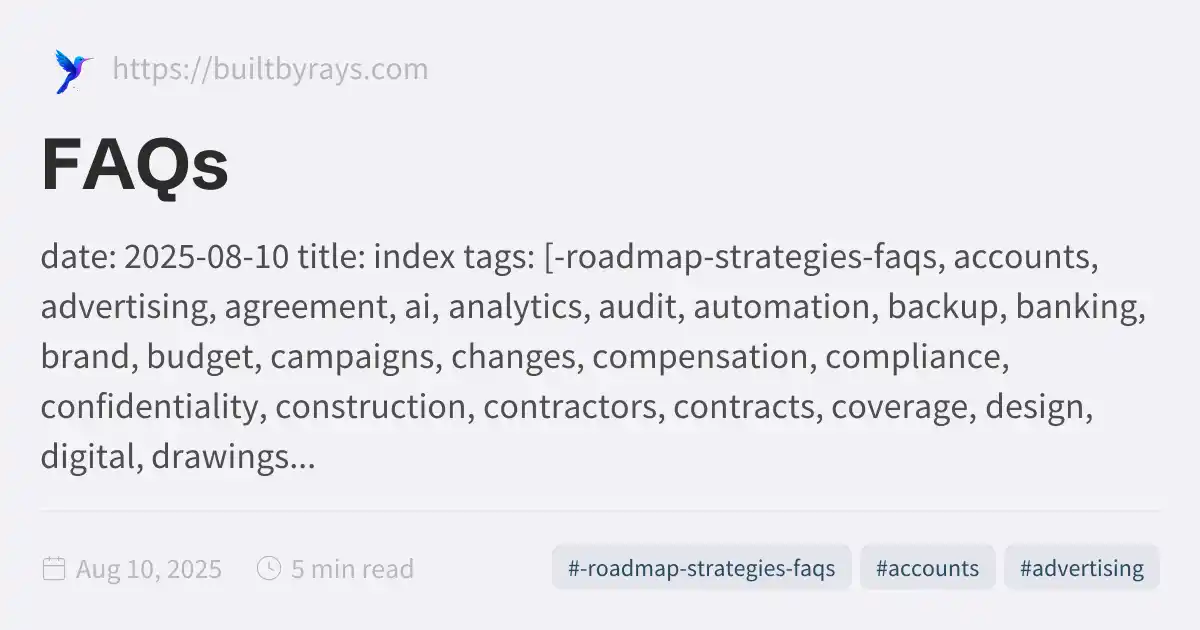 https://builtbyrays.com
FAQs
date: 2025-08-10 title: index tags: [-roadmap-strategies-faqs, accounts,
advertising, agreement, ai, analytics, audit, automation, backup, banking,
brand, budget, campaigns, changes, compensation, compliance,
confidentiality, construction, contractors, contracts, coverage, design,
digital, drawings...
Aug 10, 2025 5 min read #-roadmap-strategies-faqs #accounts #advertising